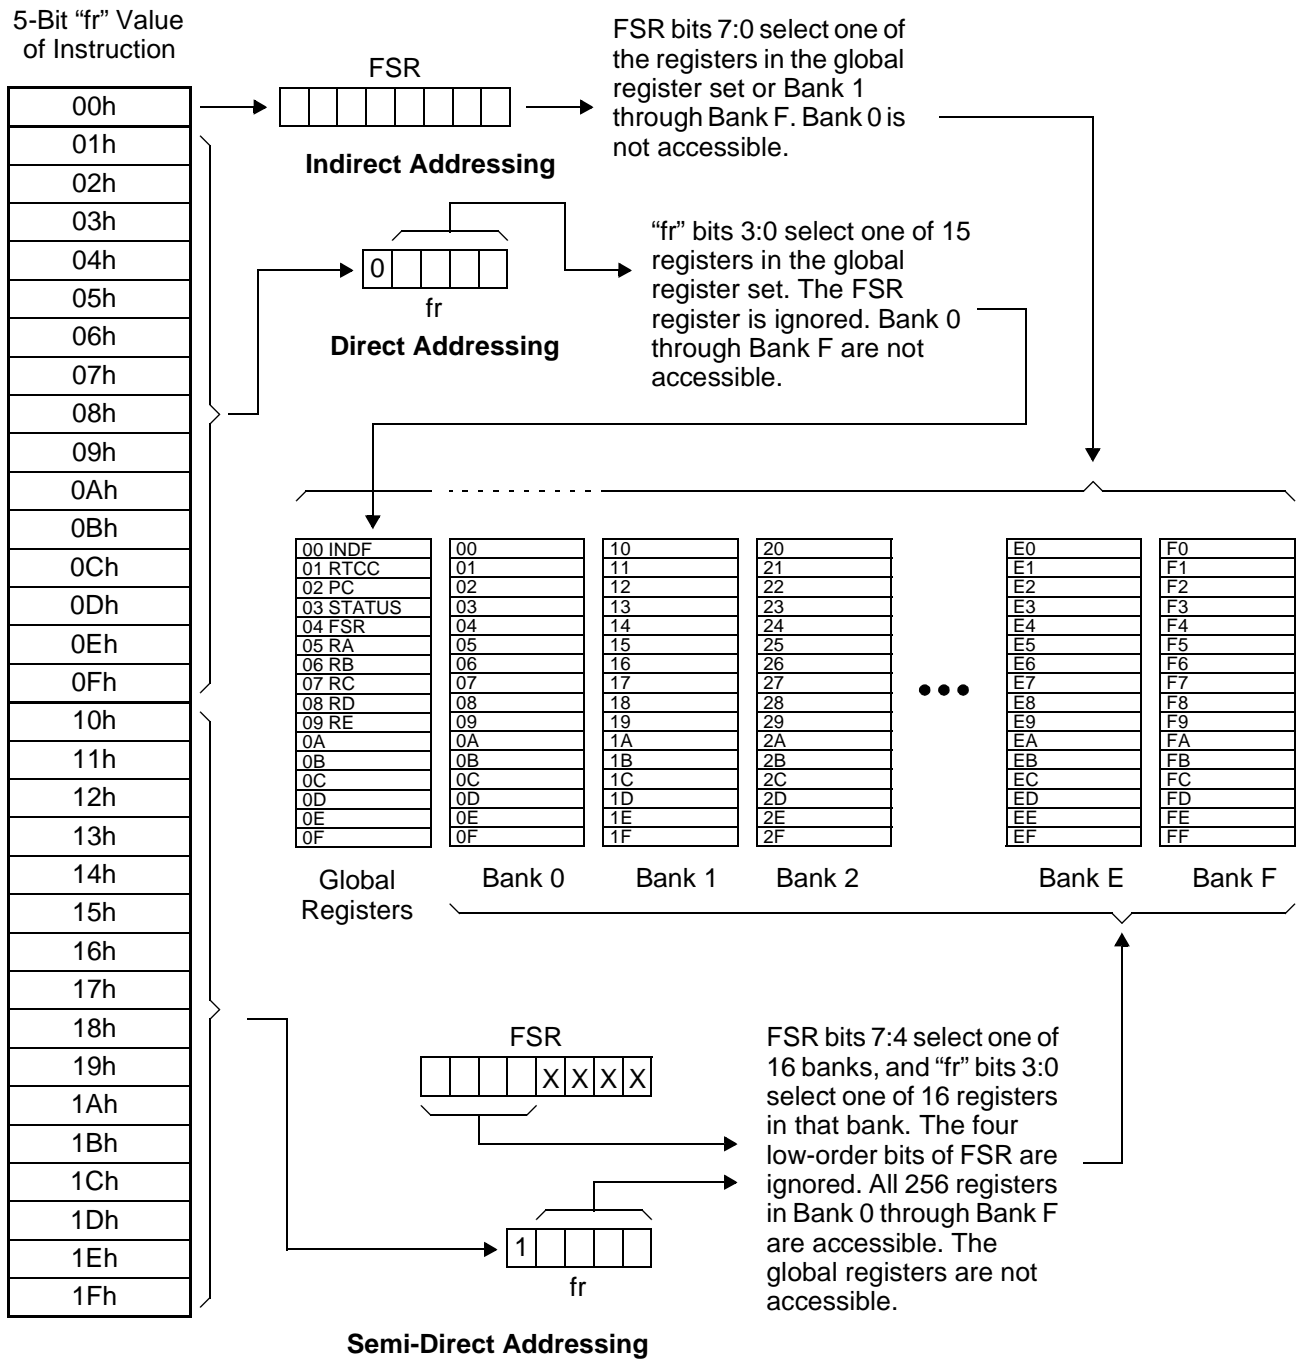 5-Bit “fr” Value
of Instruction
00h
01h
02h
03h
04h
05h
06h
07h
08h
09h
0Ah
0Bh
0Ch
0Dh
0Eh
0Fh
10h
11h
12h
13h
14h
15h
16h
17h
18h
19h
1Ah
1Bh
1Ch
1Dh
1Eh
1Fh
FSR
Indirect Addressing
FSR bits 7:0 select one of
the registers in the global
register set or Bank 1
through Bank F. Bank 0 is
not accessible.
0
fr
Direct Addressing
“fr” bits 3:0 select one of 15
registers in the global
register set. The FSR
register is ignored. Bank 0
through Bank F are not
accessible.
00 INDF
01 RTCC
02 PC
03 STATUS
04 FSR
05 RA
06 RB
07 RC
08 RD
09 RE
0A
0B
0C
0D
0E
0F
Global
Registers
00
01
02
03
04
05
06
07
08
09
0A
0B
0C
0D
0E
0F
Bank 0
10
11
12
13
14
15
16
17
18
19
1A
1B
1C
1D
1E
1F
Bank 1
20
21
22
23
24
25
26
27
28
29
2A
2B
2C
2D
2E
2F
Bank 2
E0
E1
E2
E3
E4
E5
E6
E7
E8
E9
EA
EB
EC
ED
EE
EF
Bank E
F0
F1
F2
F3
F4
F5
F6
F7
F8
F9
FA
FB
FC
FD
FE
FF
Bank F
FSR
X X X X
1
fr
Semi-Direct Addressing
FSR bits 7:4 select one of
16 banks, and “fr” bits 3:0
select one of 16 registers
in that bank. The four
low-order bits of FSR are
ignored. All 256 registers
in Bank 0 through Bank F
are accessible. The
global registers are not
accessible.